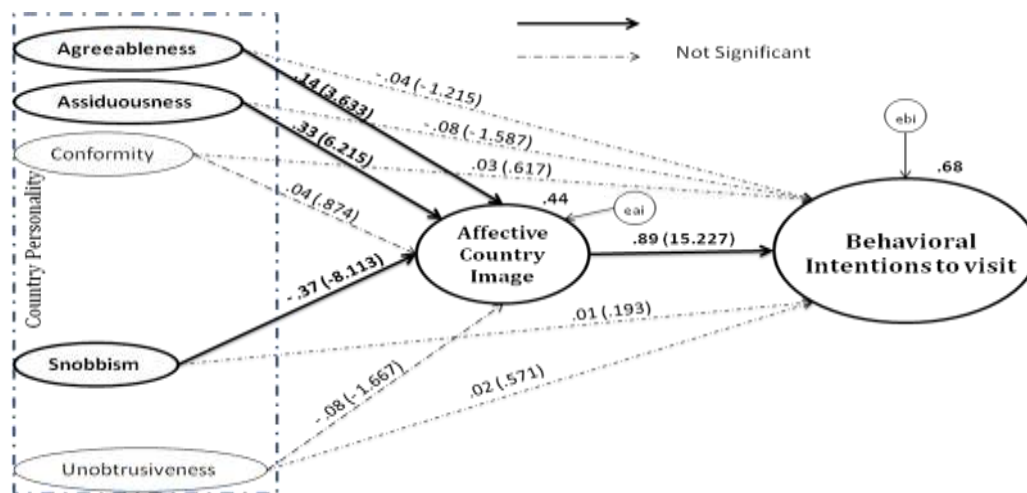 Not Significant
Country Personality
Agreeableness
Assiduousness
Conformity
Snobbism
Unobtrusiveness
.14 (3.633)
.33 (6.215)
.04 (.874)
- .37 (-8.113)
- .08 (- 1.667)
- .04 (- 1.215)
- .08 (- 1.587)
.03 (.617)
.01 (.193)
.02 (.571)
.44
eai
Affective
Country
Image
.89 (15.227)
ebi
.68
Behavioral
Intentions to visit